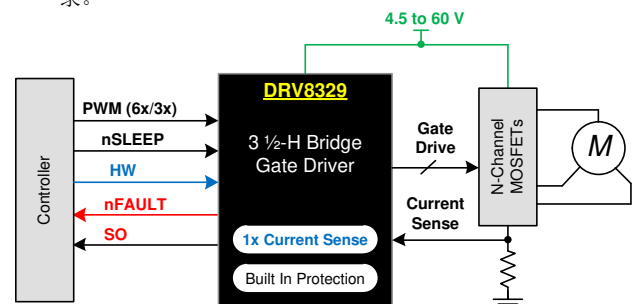 求。
4.5 to 60 V
DRV8329
3 ½-H Bridge
Gate Driver
1x Current Sense
Built In Protection
Controller
PWM (6x/3x)
nSLEEP
HW
nFAULT
SO
Gate
Drive
Current
Sense
N-Channel
MOSFETs
M